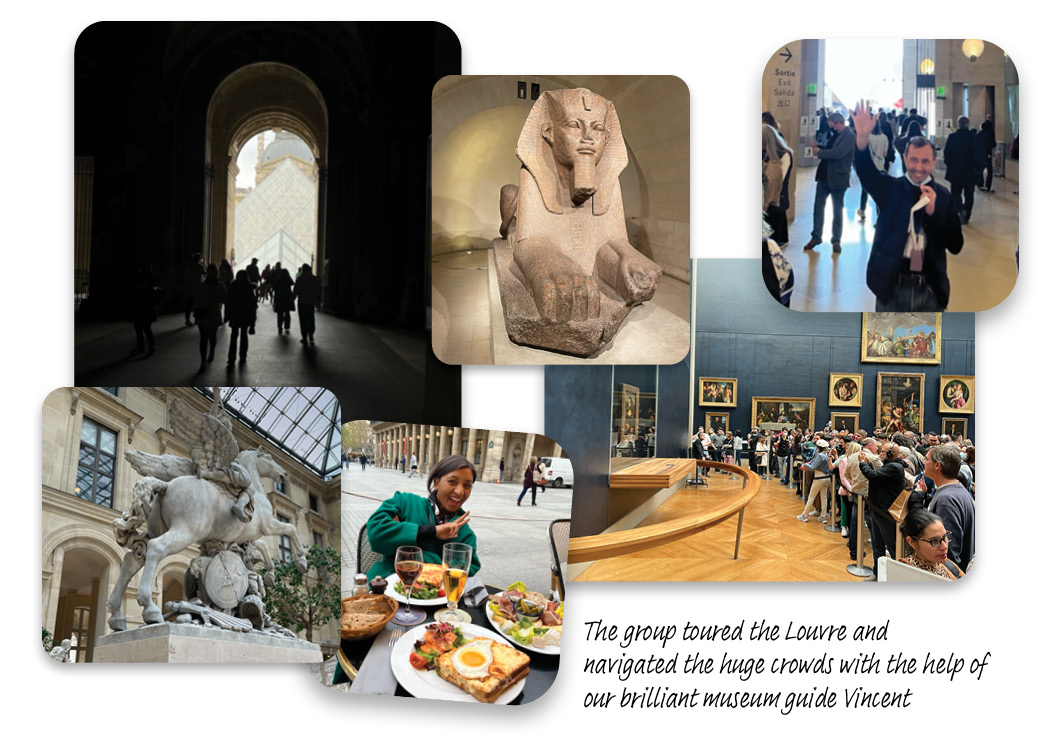 Sortie
Exit
Salida
The group toured the Louvre and
navigated the huge crowds with the help of
our brilliant museum guide Vincent